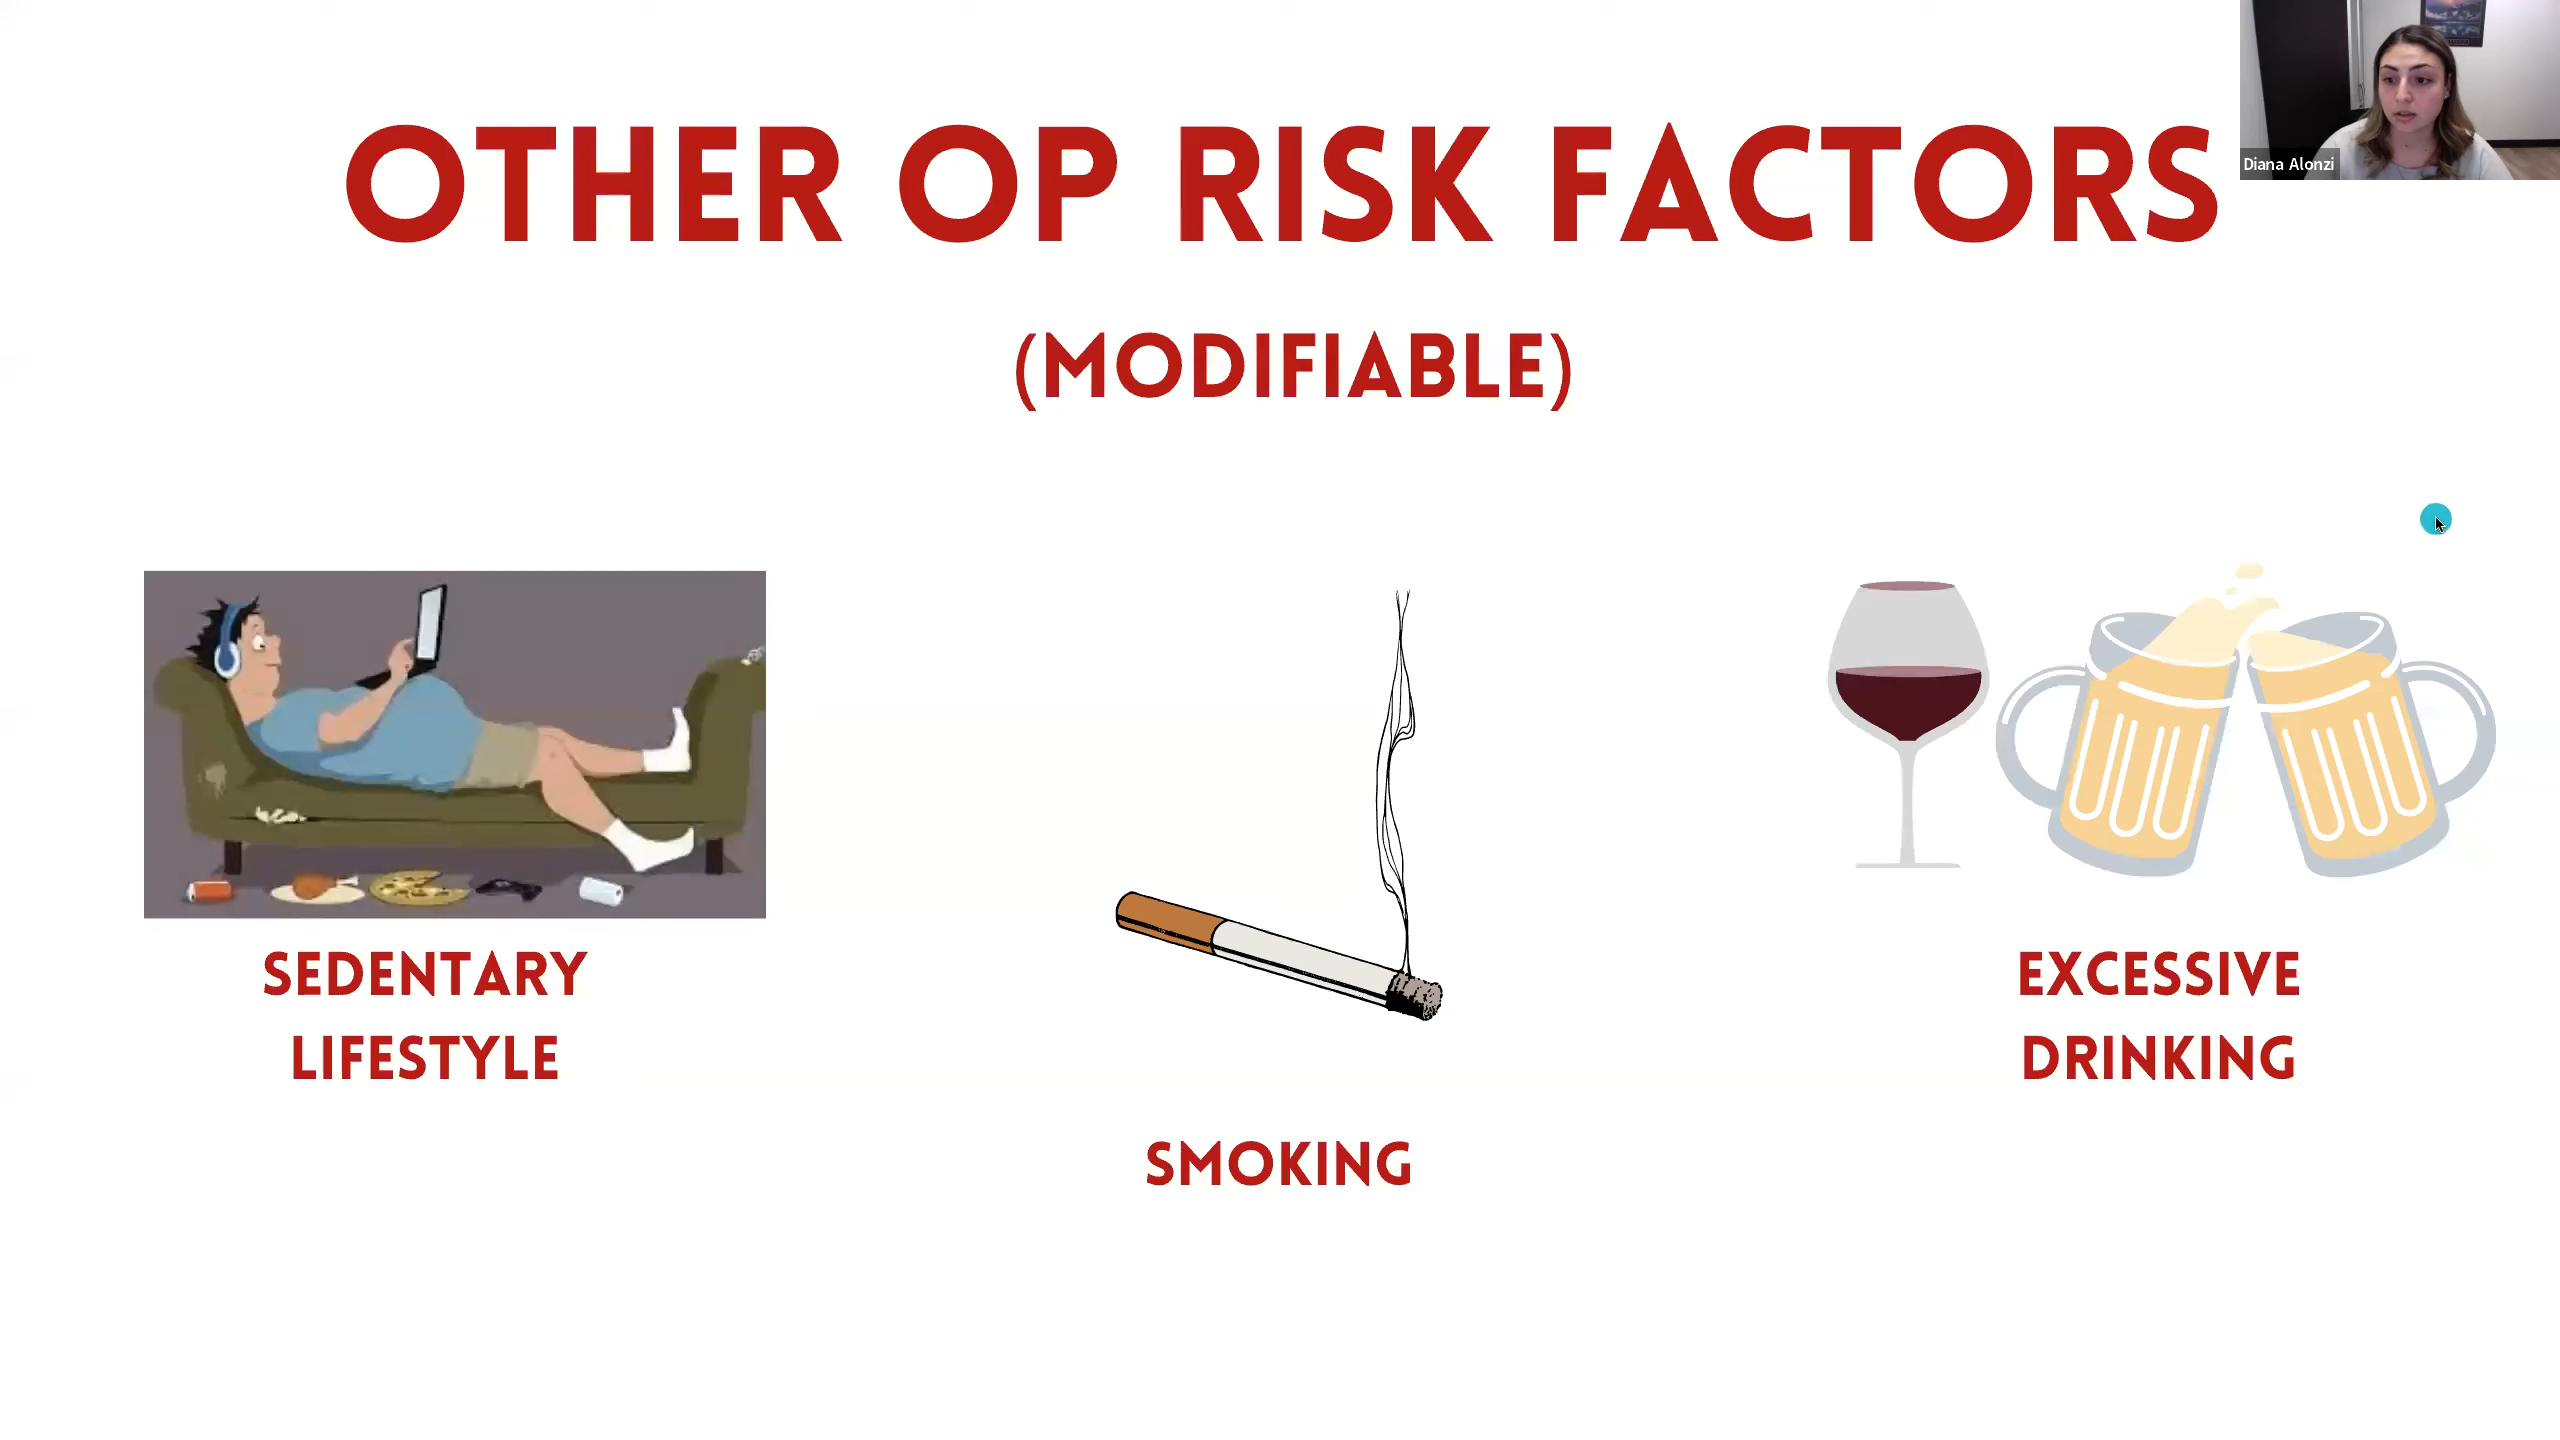 OTHER OP RISK FACTORS
(MODIFIABLE)
Diana Alonzi
SEDENTARY
LIFESTYLE
SMOKING
EXCESSIVE
DRINKING